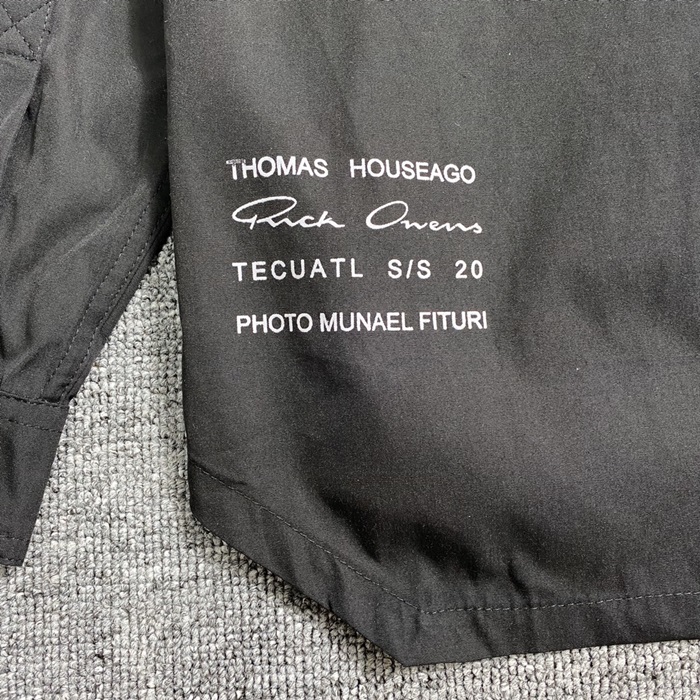 THOMAS HOUSEAGO
Rick Owens
TECUATL S/S 20
PHOTO MUNAEL FITURI